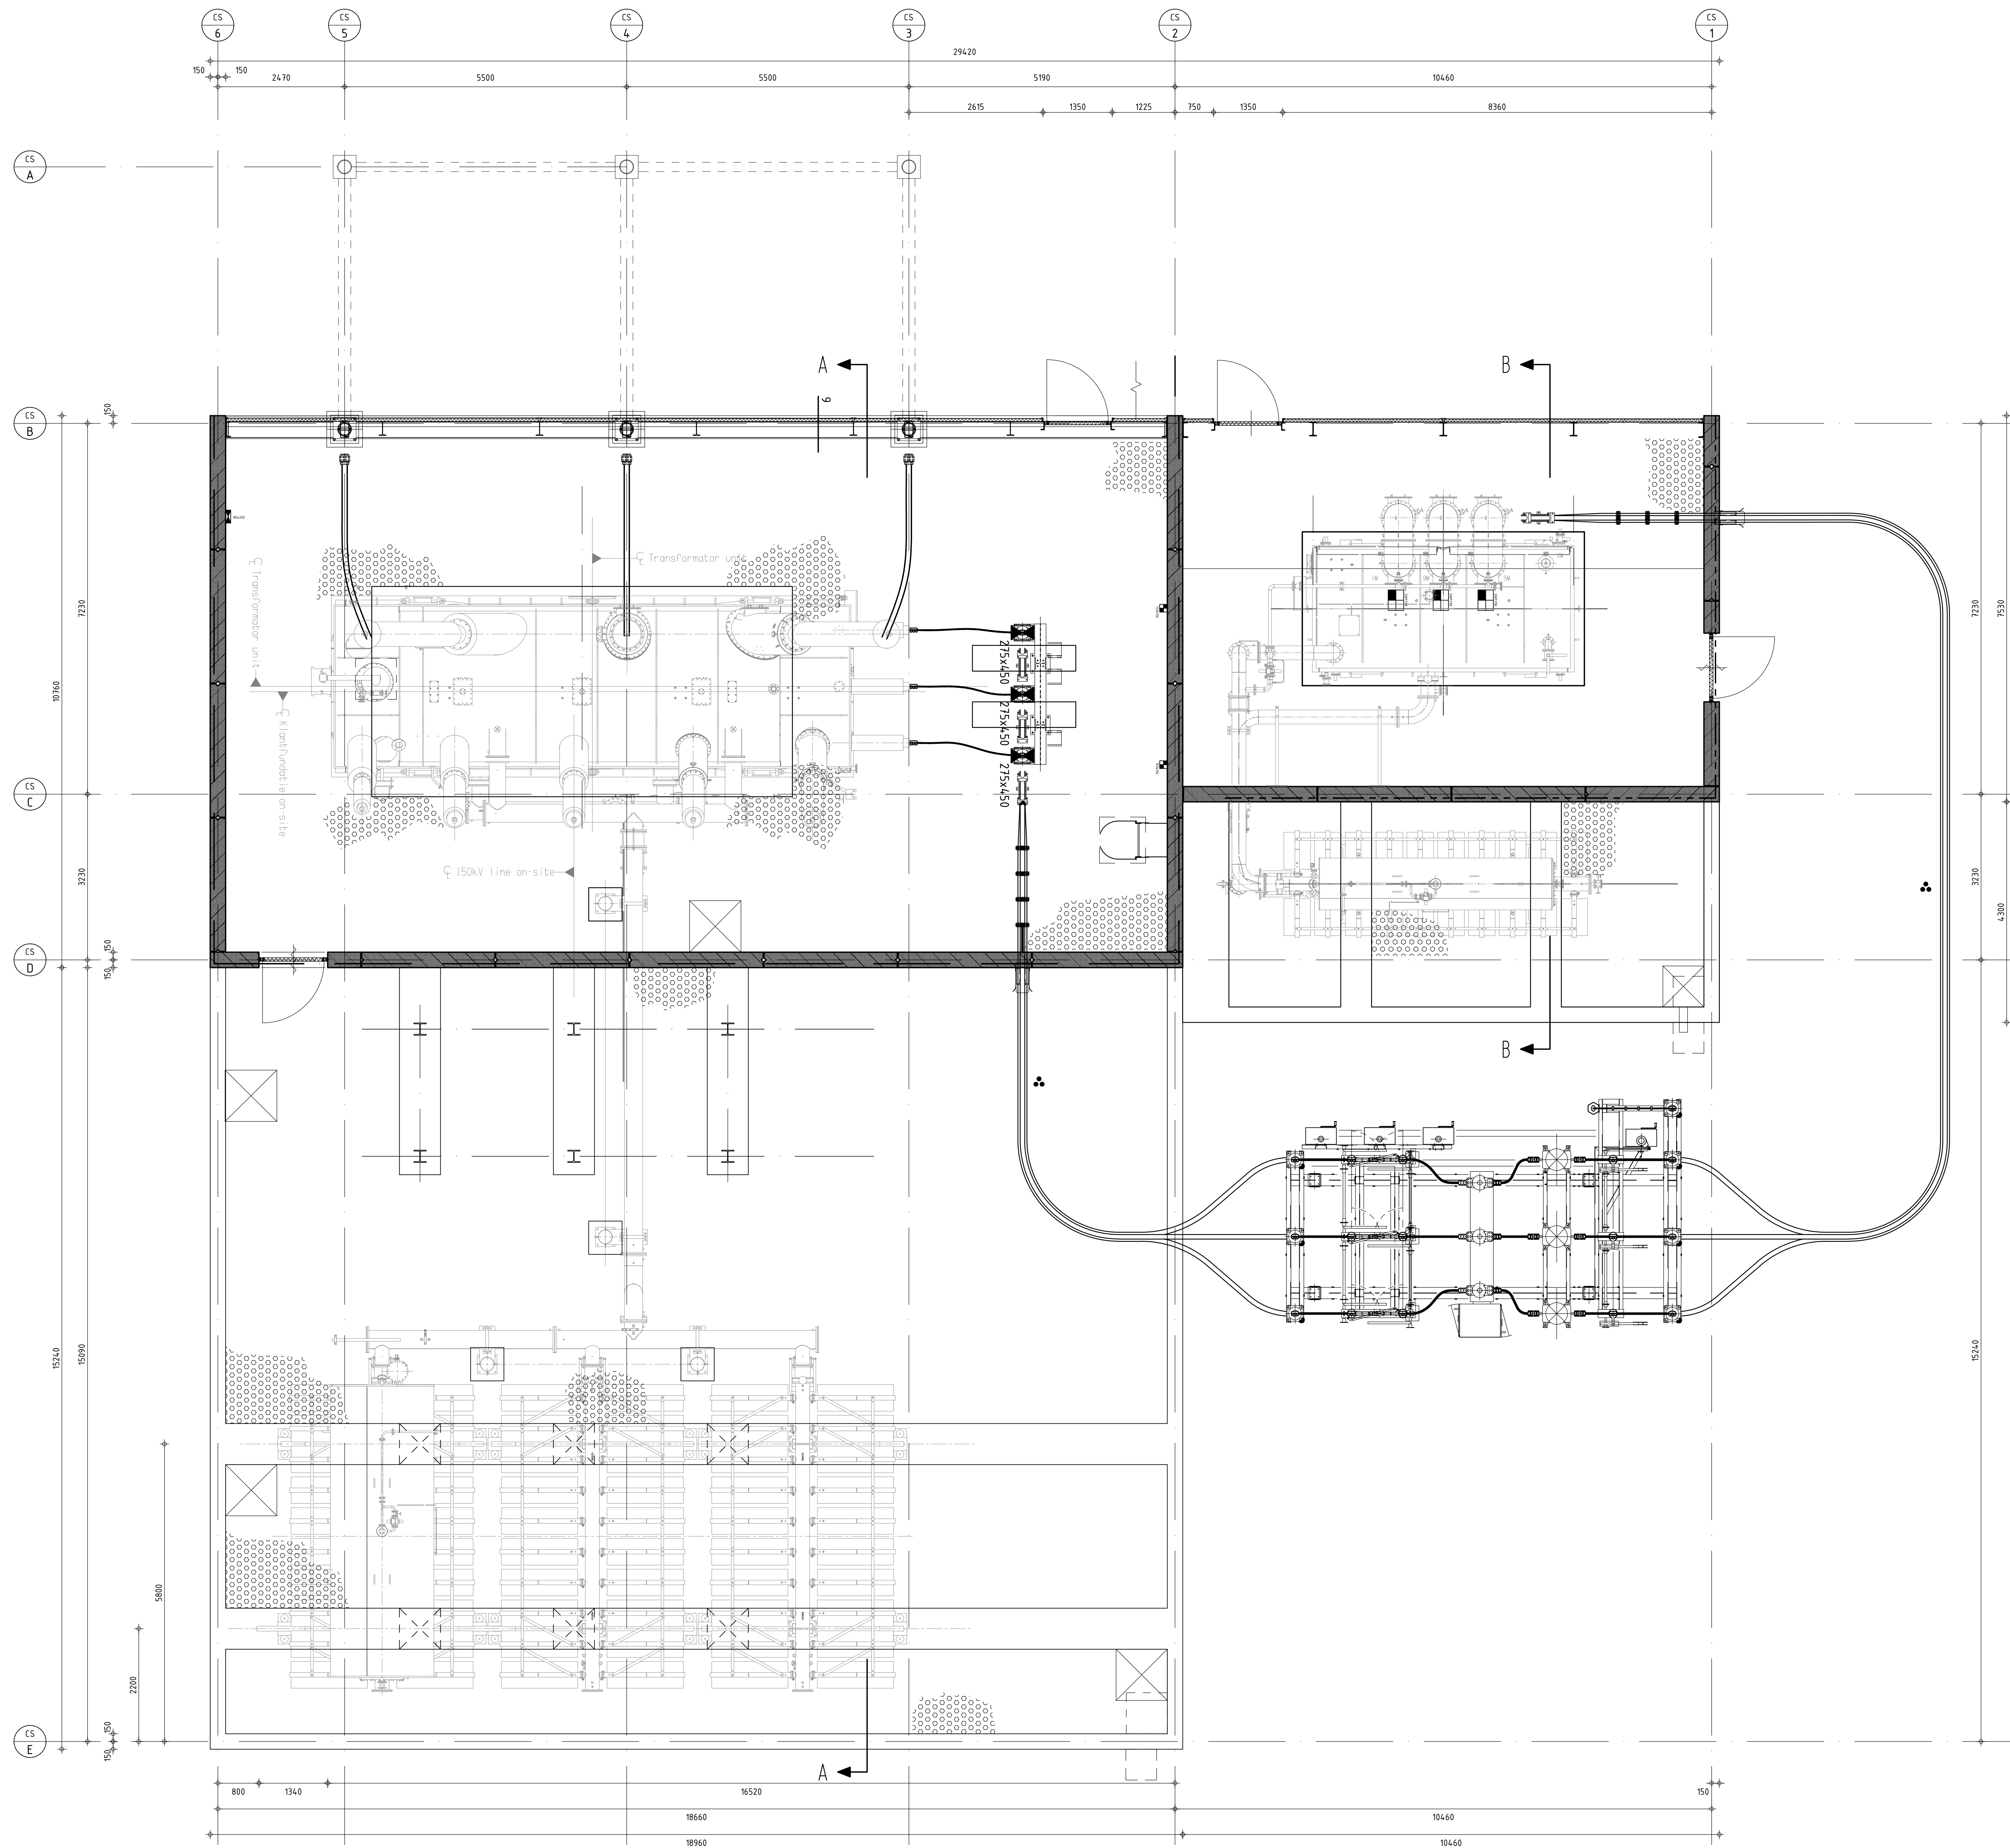 CS
6
CS
5
CS
4
CS
3
CS
2
CS
1
29420
150
150
2470
5500
5500
5190
10460
2615
1350
1225
750
1350
8360
CS
A
A
B
150
9
CS
B
CS
C
CS
D
CS
E
7230
10760
3230
150
150
15240
15090
5800
2200
150
150
7230
7530
3230
4300
15240
℄ Transformator unit
℄ Transformator unit
℄ Klantfundatie on-site
℄ 150kV line on-site
275x450
275x450
275x450
B
A
800
1340
16520
150
18660
10460
18960
10460